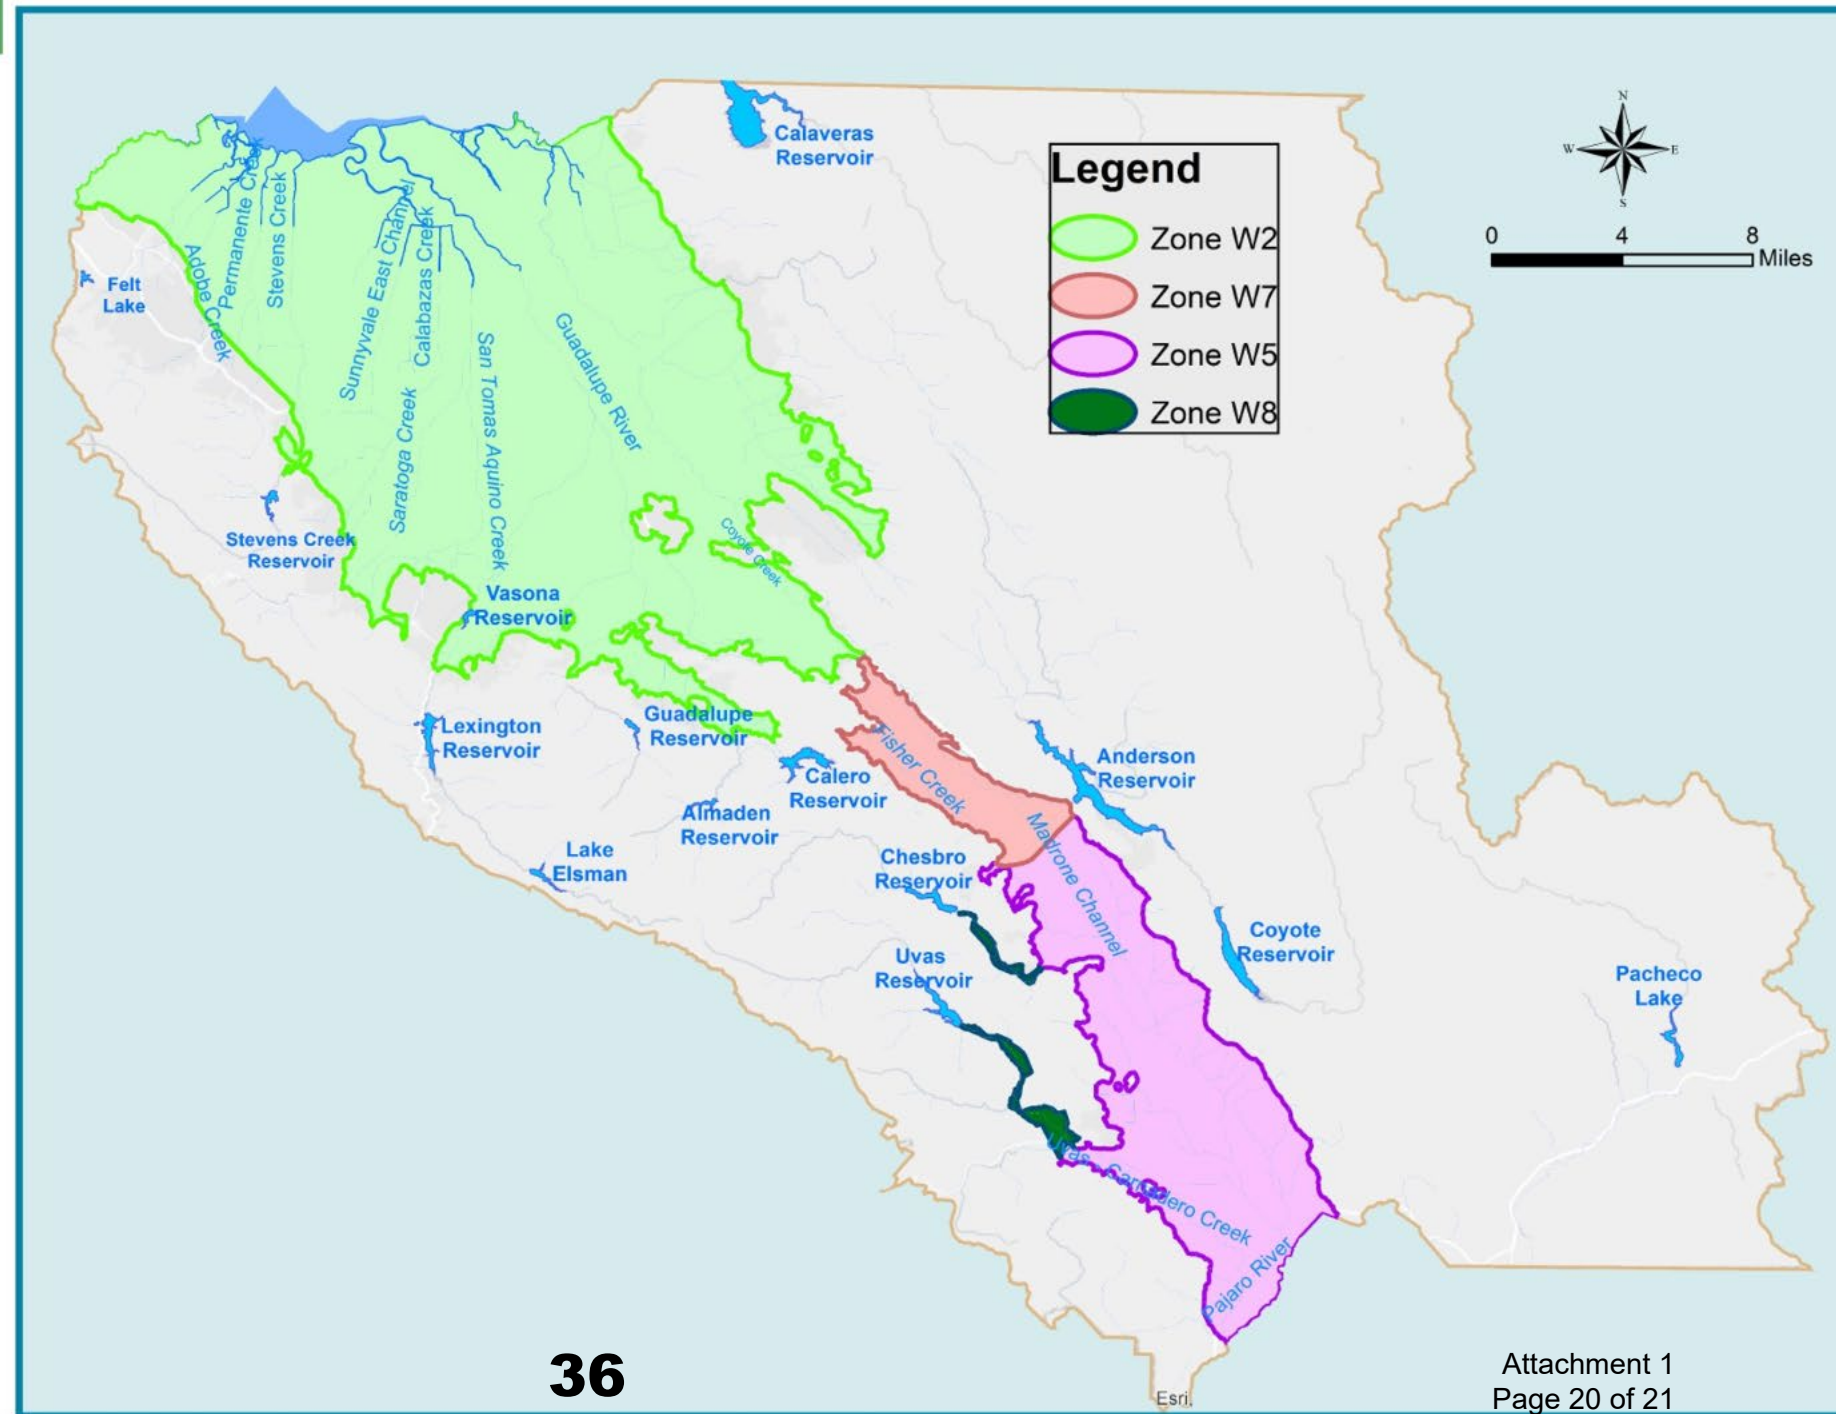 Calaveras
Reservoir
Legend
Zone W2
Zone W7
Zone W5
Zone W8
N
W
E
S
0
4
8
Miles
Felt
Lake
Adobe Creek
Permanente Creek
Stevens Creek
Sunnyvale East Channel
Calabazas Creek
Saratoga Creek
San Tomas Aquino Creek
Guadalupe River
Coyote Creek
Stevens Creek
Reservoir
Vasona
Reservoir
Lexington
Reservoir
Guadalupe
Reservoir
Calero
Reservoir
Almaden
Reservoir
Lake
Elsman
Fisher Creek
Anderson
Reservoir
Madrone Channel
Chesbro
Reservoir
Uvas
Reservoir
Coyote
Reservoir
Pacheco
Lake
Uvas - Carnadero Creek
Pajaro River
36
Esri,
Attachment 1
Page 20 of 21